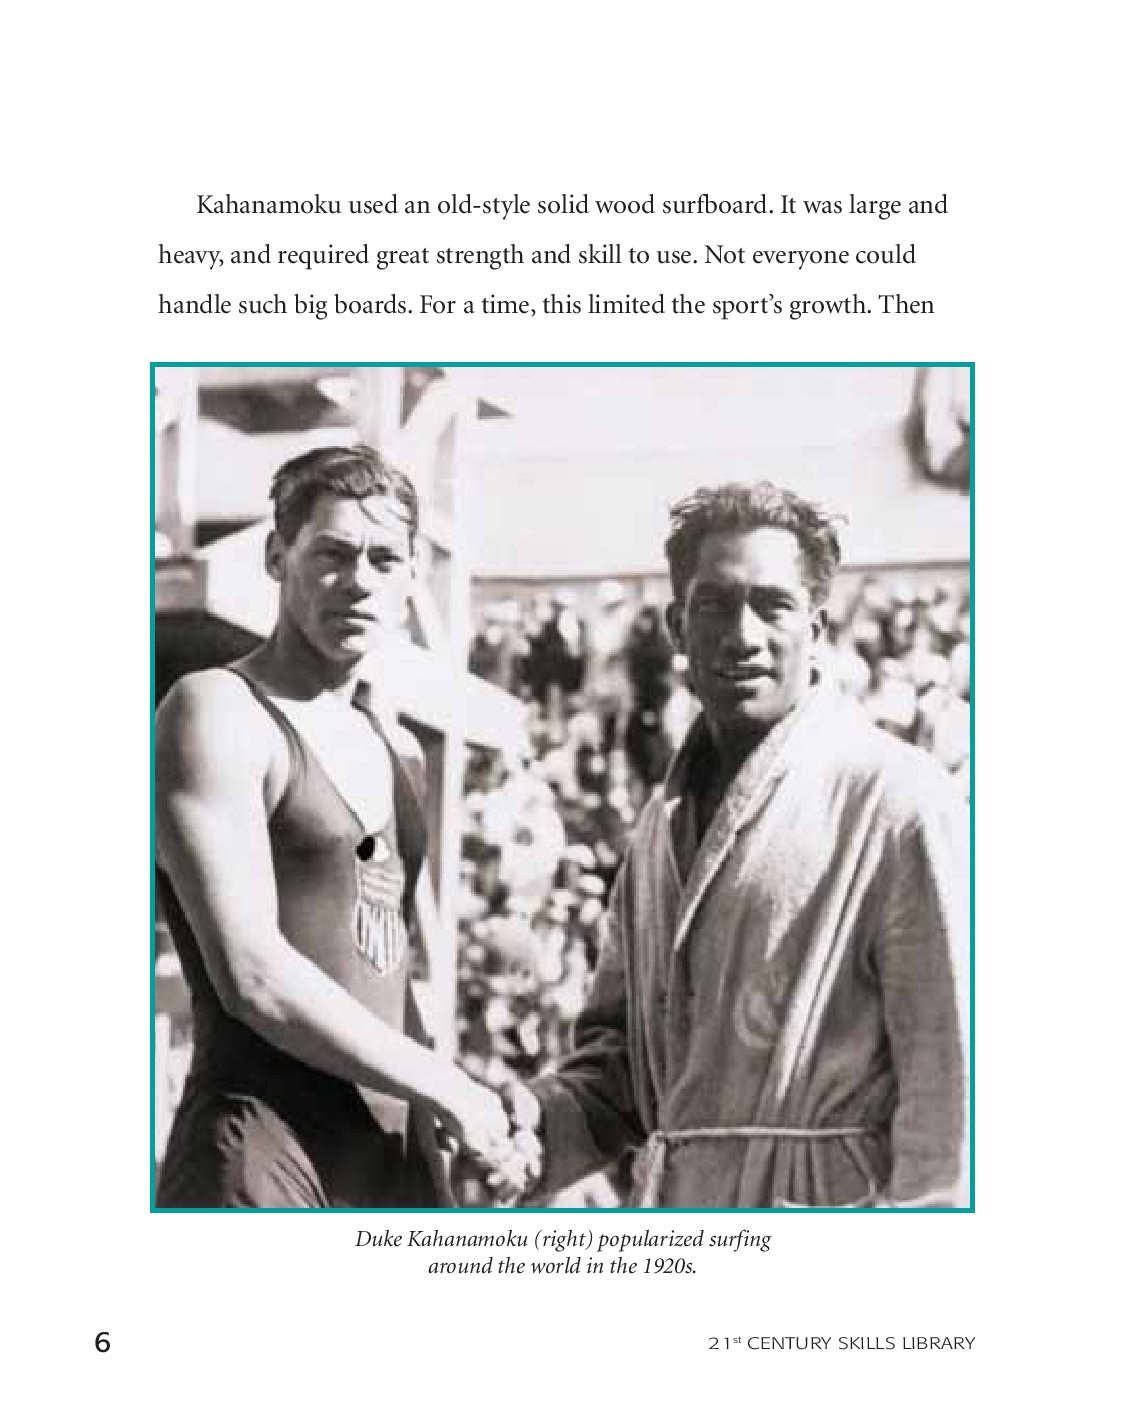 Kahanamoku used an old-style solid wood surfboard. It was large and
heavy, and required great strength and skill to use. Not everyone could
handle such big boards. For a time, this limited the sport’s growth. Then
Duke Kahanamoku (right) popularized surfing
around the world in the 1920s.
6
21st CENTURY SKILLS LIBRARY